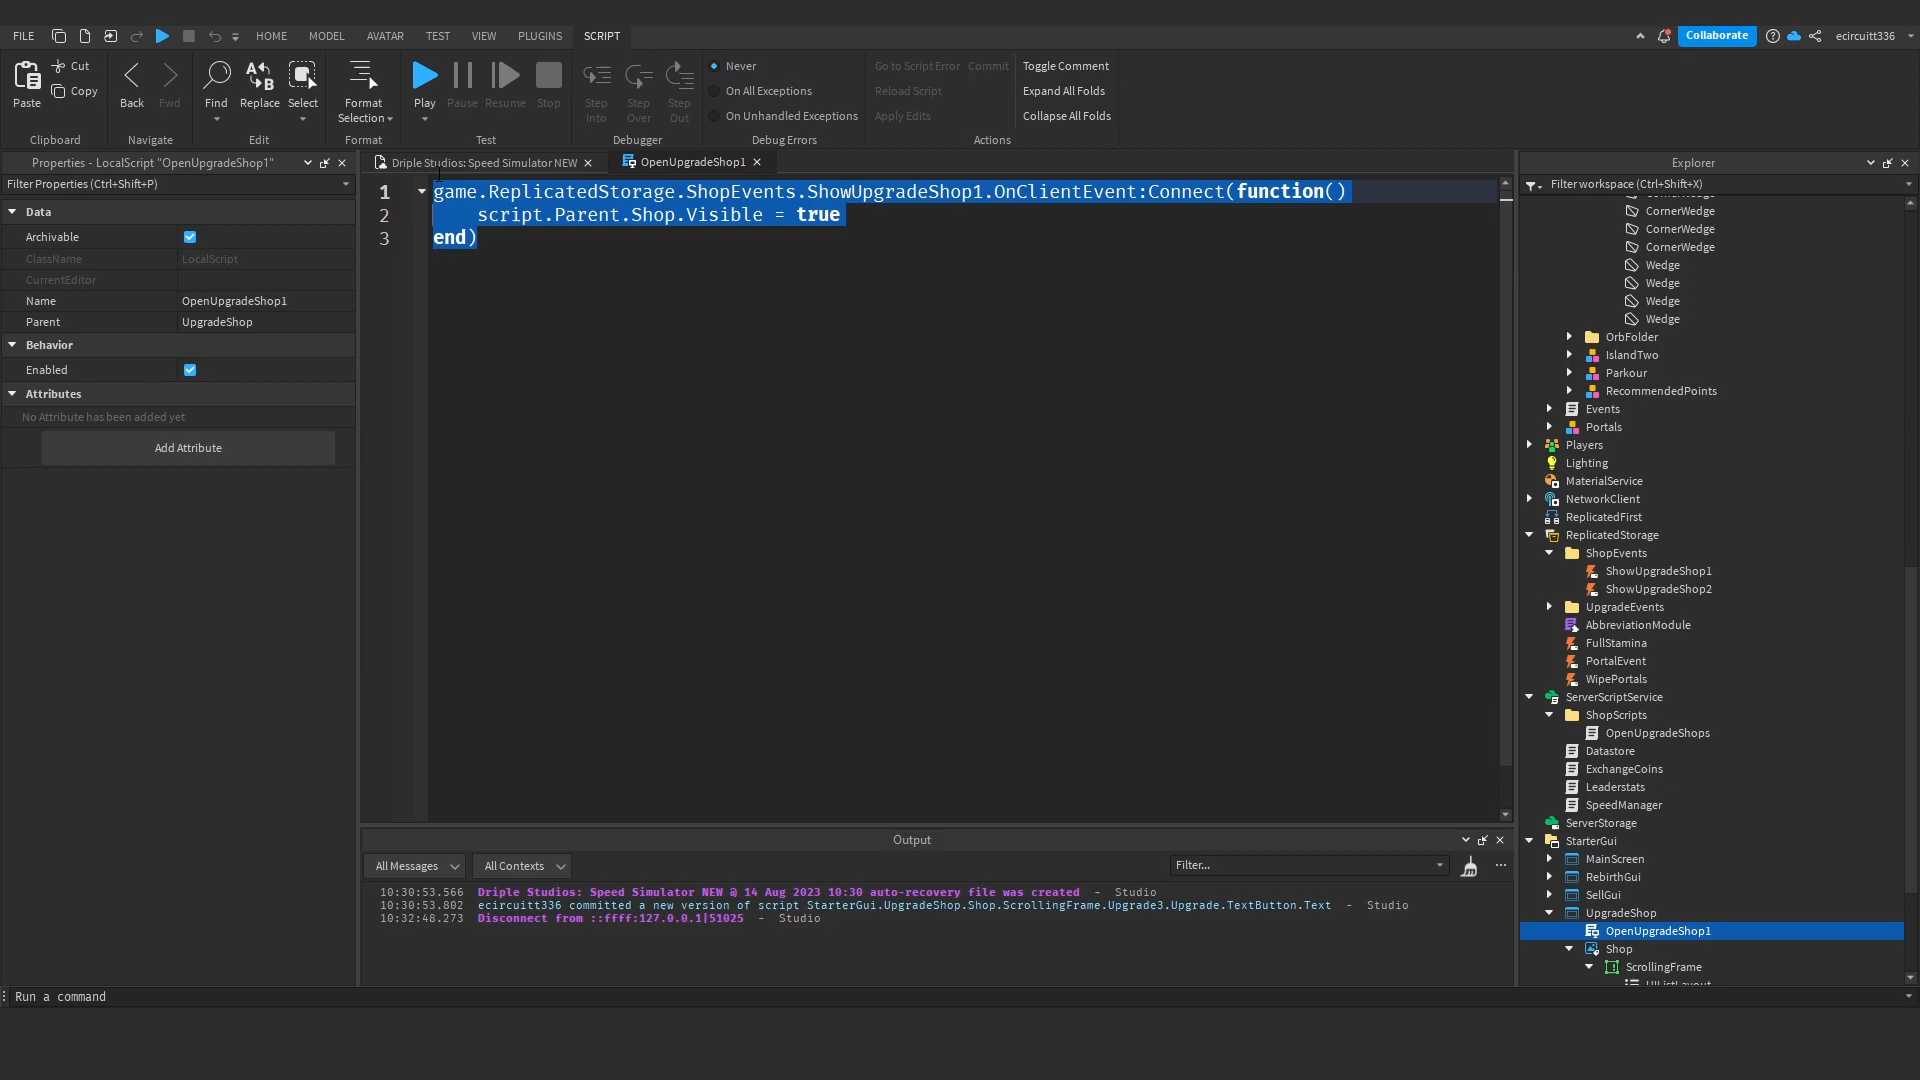 FILE HOME MODEL AVATAR TEST VIEW PLUGINS SCRIPT Collaborate ecircuitt336
Paste Cut Copy
Clipboard
Back Fwd
Navigate
Find Replace Select
Edit
Format Selection
Format
Play Pause Resume Stop
Test
Step Into Step Over Step Out
Debugger
Never
On All Exceptions
On Unhandled Exceptions
Debug Errors
Go to Script Error Commit
Reload Script
Apply Edits
Toggle Comment
Expand All Folds
Collapse All Folds
Actions
Properties - LocalScript "OpenUpgradeShop1"
Filter Properties (Ctrl+Shift+P)
Data
Archivable
ClassName LocalScript
CurrentEditor
Name OpenUpgradeShop1
Parent UpgradeShop
Behavior
Enabled
Attributes
No Attribute has been added yet
Add Attribute
Driple Studios: Speed Simulator NEW
OpenUpgradeShop1
1 game.ReplicatedStorage.ShopEvents.ShowUpgradeShop1.OnClientEvent:Connect(function()
2 script.Parent.Shop.Visible = true
3 end)
Output
All Messages All Contexts Filter...
10:30:53.566 Driple Studios: Speed Simulator NEW @ 14 Aug 2023 10:30 auto-recovery file was created - Studio
10:30:53.802 ecircuitt336 committed a new version of script StarterGui.UpgradeShop.Shop.ScrollingFrame.Upgrade3.Upgrade.TextButton.Text - Studio
10:32:48.273 Disconnect from ::ffff:127.0.0.1|51025 - Studio
Explorer
Filter workspace (Ctrl+Shift+X)
CornerWedge
CornerWedge
CornerWedge
Wedge
Wedge
Wedge
Wedge
OrbFolder
IslandTwo
Parkour
RecommendedPoints
Events
Portals
Players
Lighting
MaterialService
NetworkClient
ReplicatedFirst
ReplicatedStorage
ShopEvents
ShowUpgradeShop1
ShowUpgradeShop2
UpgradeEvents
AbbreviationModule
FullStamina
PortalEvent
WipePortals
ServerScriptService
ShopScripts
OpenUpgradeShops
Datastore
ExchangeCoins
Leaderstats
SpeedManager
ServerStorage
StarterGui
MainScreen
RebirthGui
SellGui
UpgradeShop
OpenUpgradeShop1
Shop
ScrollingFrame
UIListLayout
Run a command